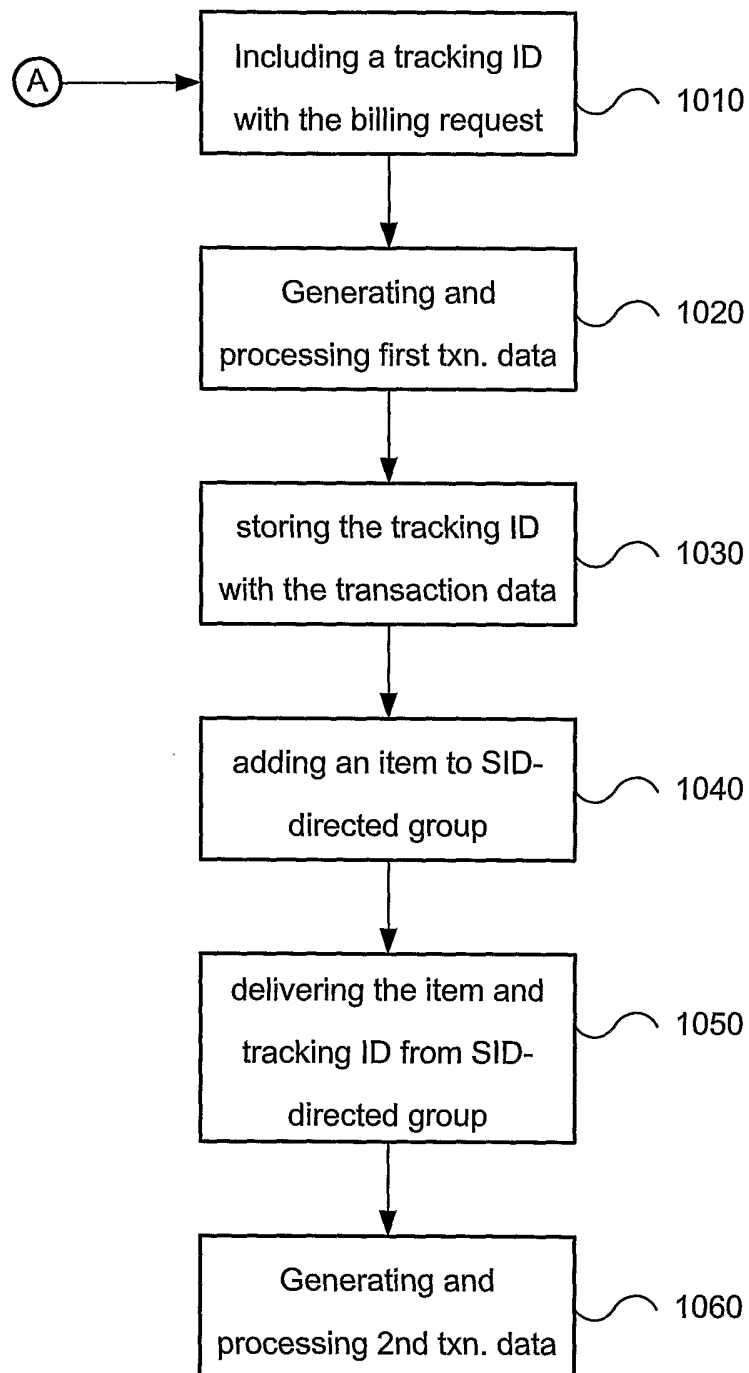 A
Including a tracking ID
with the billing request
1010
Generating and
processing first txn. data
1020
storing the tracking ID
with the transaction data
1030
adding an item to SID-
directed group
1040
delivering the item and
tracking ID from SID-
directed group
1050
Generating and
processing 2nd txn. data
1060